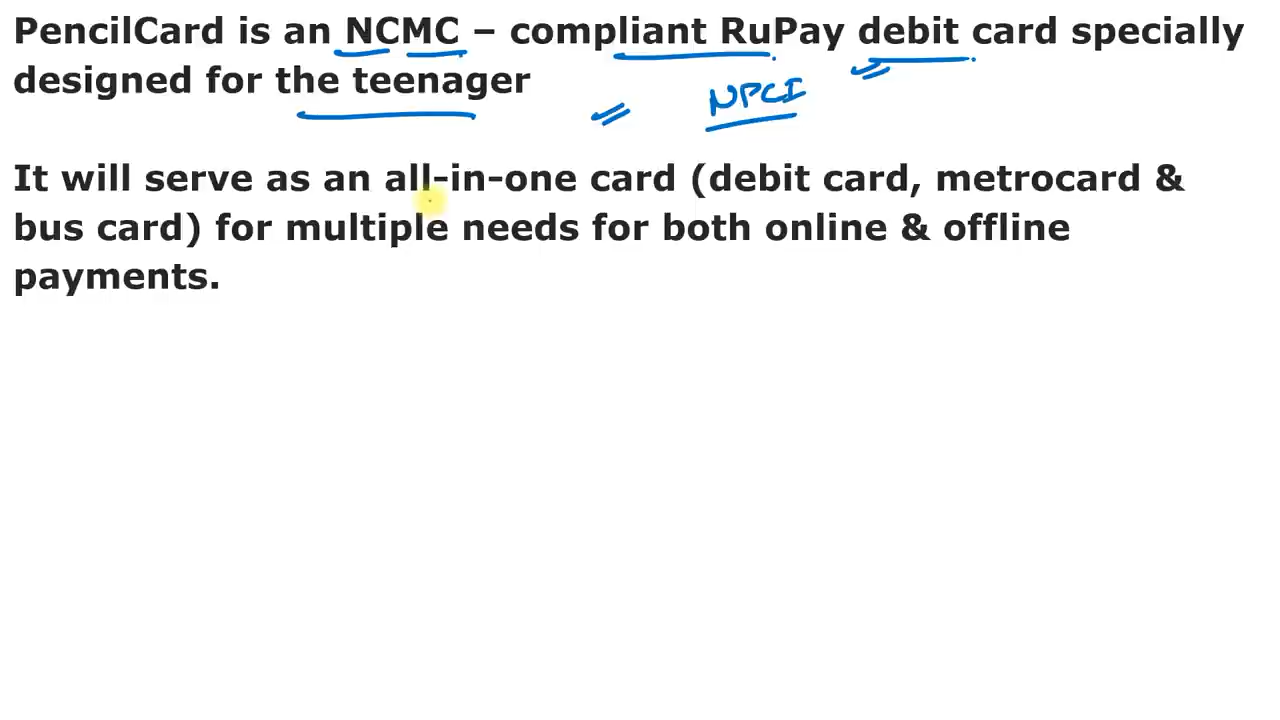 PencilCard is an NCMC – compliant RuPay debit card specially
designed for the teenager
NPCI
It will serve as an all-in-one card (debit card, metrocard &
bus card) for multiple needs for both online & offline
payments.